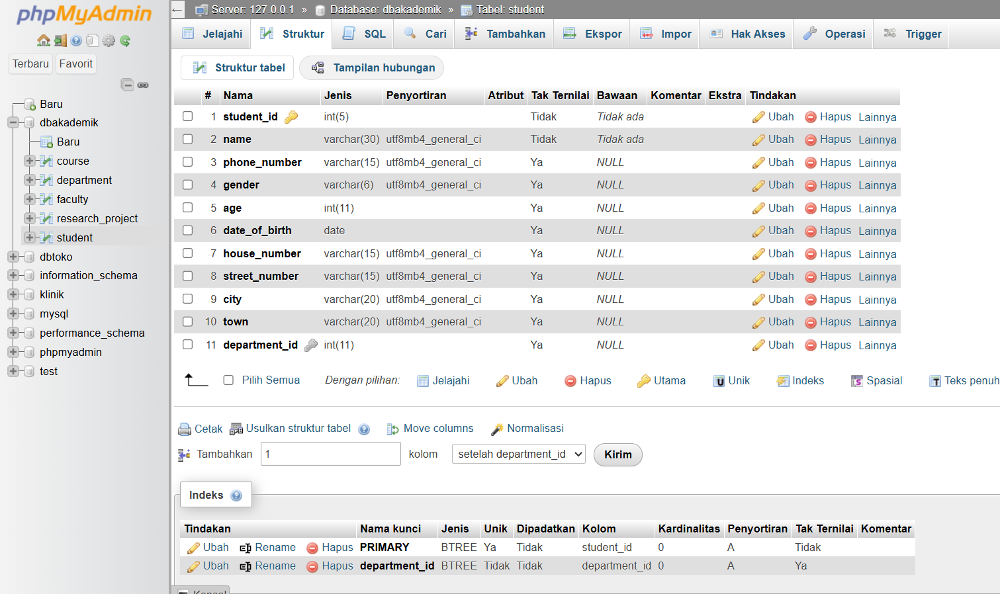 phpMyAdmin
Terbaru Favorit
Baru
dbakademik
Baru
course
department
faculty
research_project
student
dbtoko
information_schema
klinik
mysql
performance_schema
phpmyadmin
test
Server: 127.0.0.1 » Database: dbakademik » Tabel: student
Jelajahi Struktur SQL Cari Tambahkan Ekspor Impor Hak Akses Operasi Trigger
Struktur tabel Tampilan hubungan
# Nama Jenis Penyortiran Atribut Tak Ternilai Bawaan Komentar Ekstra Tindakan
1 student_id int(5) Tidak Tidak ada Ubah Hapus Lainnya
2 name varchar(30) utf8mb4_general_ci Tidak Tidak ada Ubah Hapus Lainnya
3 phone_number varchar(15) utf8mb4_general_ci Ya NULL Ubah Hapus Lainnya
4 gender varchar(6) utf8mb4_general_ci Ya NULL Ubah Hapus Lainnya
5 age int(11) Ya NULL Ubah Hapus Lainnya
6 date_of_birth date Ya NULL Ubah Hapus Lainnya
7 house_number varchar(15) utf8mb4_general_ci Ya NULL Ubah Hapus Lainnya
8 street_number varchar(15) utf8mb4_general_ci Ya NULL Ubah Hapus Lainnya
9 city varchar(20) utf8mb4_general_ci Ya NULL Ubah Hapus Lainnya
10 town varchar(20) utf8mb4_general_ci Ya NULL Ubah Hapus Lainnya
11 department_id int(11) Ya NULL Ubah Hapus Lainnya
Pilih Semua Dengan pilihan: Jelajahi Ubah Hapus Utama Unik Indeks Spasial Teks penuh
Cetak Usulkan struktur tabel Move columns Normalisasi
Tambahkan 1 kolom setelah department_id Kirim
Indeks
Tindakan Nama kunci Jenis Unik Dipadatkan Kolom Kardinalitas Penyortiran Tak Ternilai Komentar
Ubah Rename Hapus PRIMARY BTREE Ya Tidak student_id 0 A Tidak
Ubah Rename Hapus department_id BTREE Tidak Tidak department_id 0 A Ya
Konsol